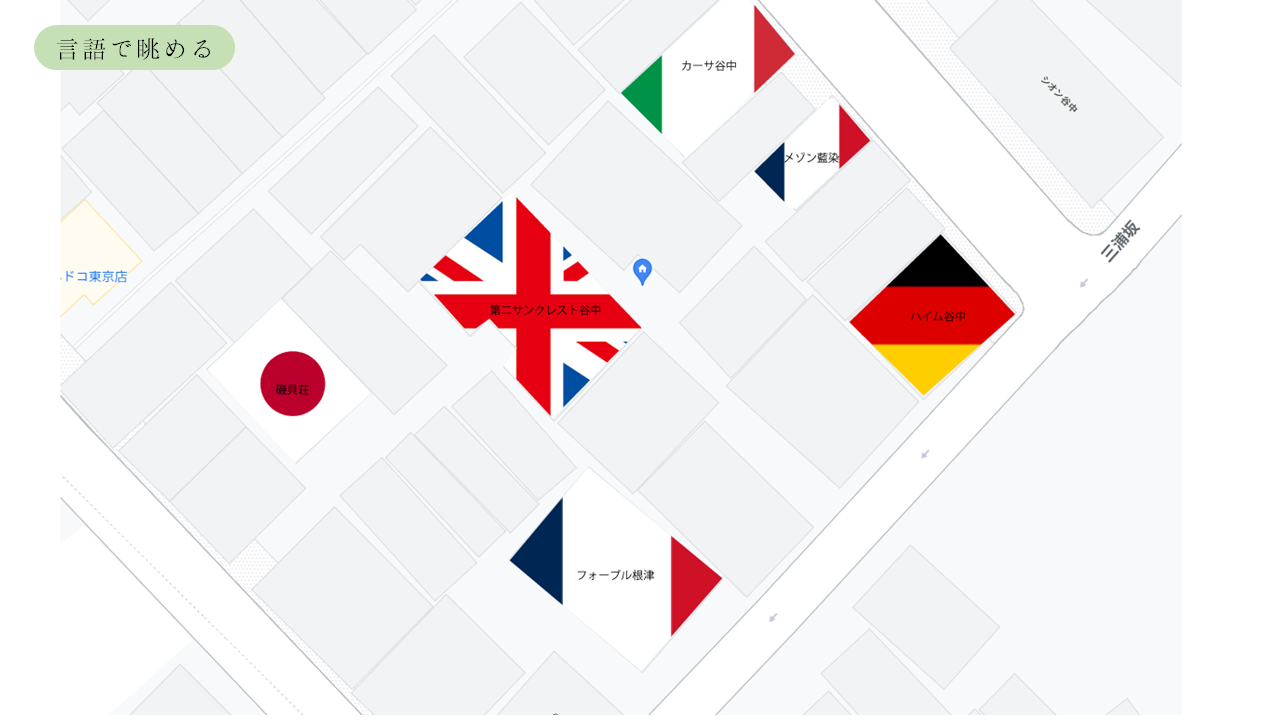 言語で眺める
カーサ谷中
シオン谷中
メゾン藍染
三浦坂
ドコ東京店
第二サンクレスト谷中
ハイム谷中
磯貝荘
フォーブル根津